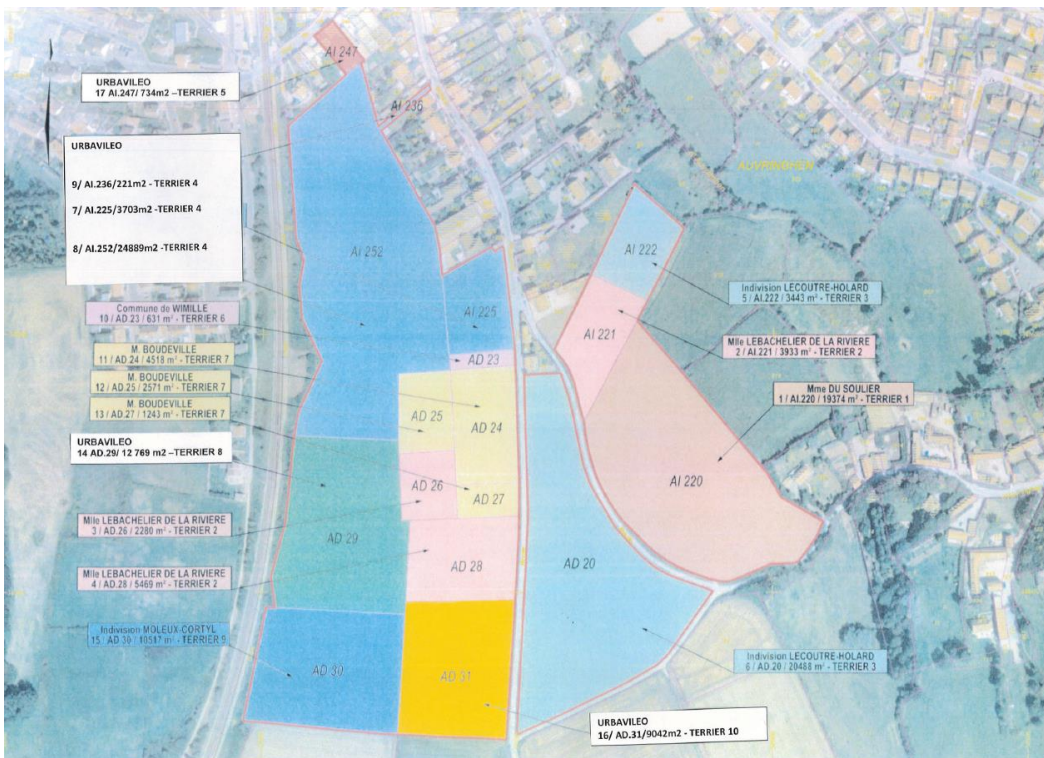 AI 247
URBAVILEO
17 AI.247/ 734m2 –TERRIER 5
AI 236
URBAVILEO
9/ AI.236/221m2 - TERRIER 4
7/ AI.225/3703m2 - TERRIER 4
8/ AI.252/24889m2 -TERRIER 4
AUVRINGHEN
AI 252
AI 222
Indivision LECOUTRE-HOLARD
5 / AI.222 / 3443 m² - TERRIER 3
Commune de WIMILLE
10 / AD.23 / 631 m² - TERRIER 6
AI 225
AI 221
Mlle LEBACHELIER DE LA RIVIERE
2 / AI.221 / 3933 m² - TERRIER 2
M. BOUDEVILLE
11 / AD.24 / 4518 m² - TERRIER 7
AD 23
M. BOUDEVILLE
12 / AD.25 / 2571 m² - TERRIER 7
Mme DU SOULIER
1 / AI.220 / 19374 m² - TERRIER 1
M. BOUDEVILLE
13 / AD.27 / 1243 m² - TERRIER 7
AD 25
AD 24
URBAVILEO
14 AD.29/ 12 769 m2 –TERRIER 8
AI 220
AD 26
AD 27
Mlle LEBACHELIER DE LA RIVIERE
3 / AD.26 / 2280 m² - TERRIER 2
AD 29
AD 28
AD 20
Mlle LEBACHELIER DE LA RIVIERE
4 / AD.28 / 5469 m² - TERRIER 2
Indivision MOLEUX-CORTYL
15 / AD 30 / 10517 m² - TERRIER 9
AD 30
AD 31
Indivision LECOUTRE-HOLARD
6 / AD.20 / 20488 m² - TERRIER 3
URBAVILEO
16/ AD.31/9042m2 - TERRIER 10